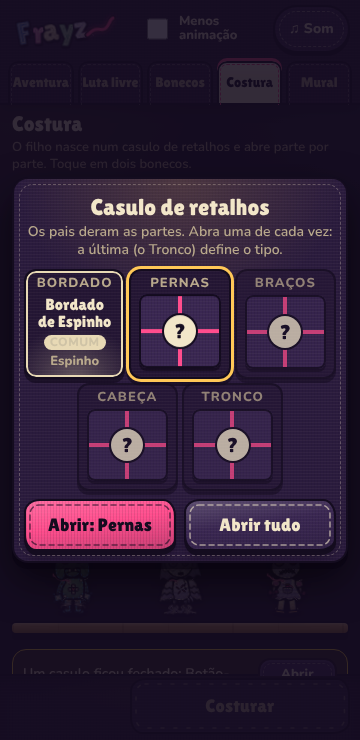 Frayz
Menos
animação
♫ Som
Aventura
Luta livre
Bonecos
Costura
Mural
Costura
O filho nasce num casulo de retalhos e abre parte por
parte. Toque em dois bonecos.
Casulo de retalhos
Os pais deram as partes. Abra uma de cada vez:
a última (o Tronco) define o tipo.
BORDADO
Bordado
de Espinho
COMUM
Espinho
PERNAS
?
BRAÇOS
?
CABEÇA
?
TRONCO
?
Abrir: Pernas
Abrir tudo
Um casulo ficou fechado: Botão
Abrir
Costurar